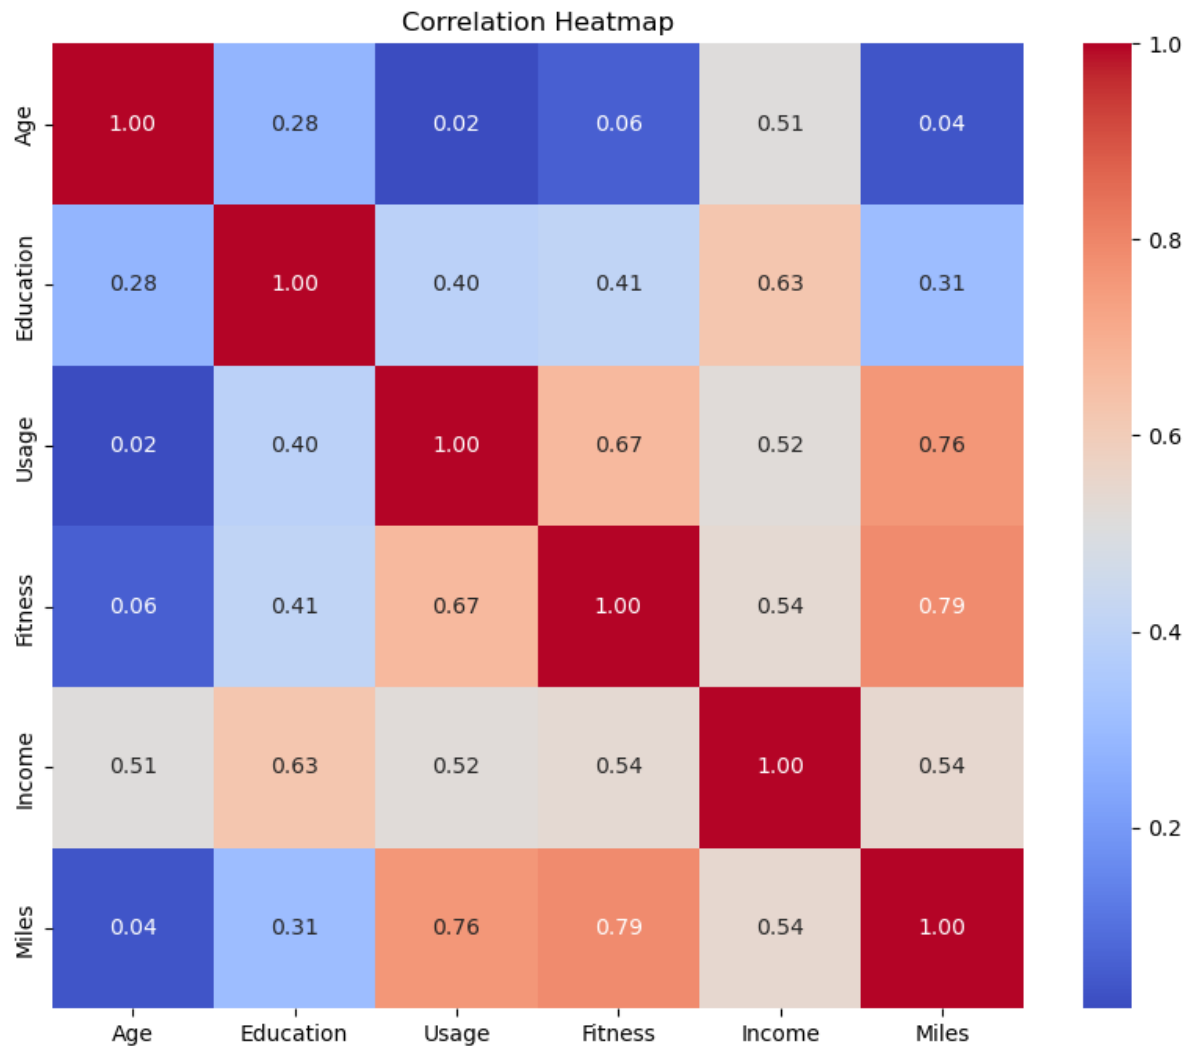 Correlation Heatmap
Age 1.00 0.28 0.02 0.06 0.51 0.04
Education 0.28 1.00 0.40 0.41 0.63 0.31
Usage 0.02 0.40 1.00 0.67 0.52 0.76
Fitness 0.06 0.41 0.67 1.00 0.54 0.79
Income 0.51 0.63 0.52 0.54 1.00 0.54
Miles 0.04 0.31 0.76 0.79 0.54 1.00
Age Education Usage Fitness Income Miles
1.0
0.8
0.6
0.4
0.2